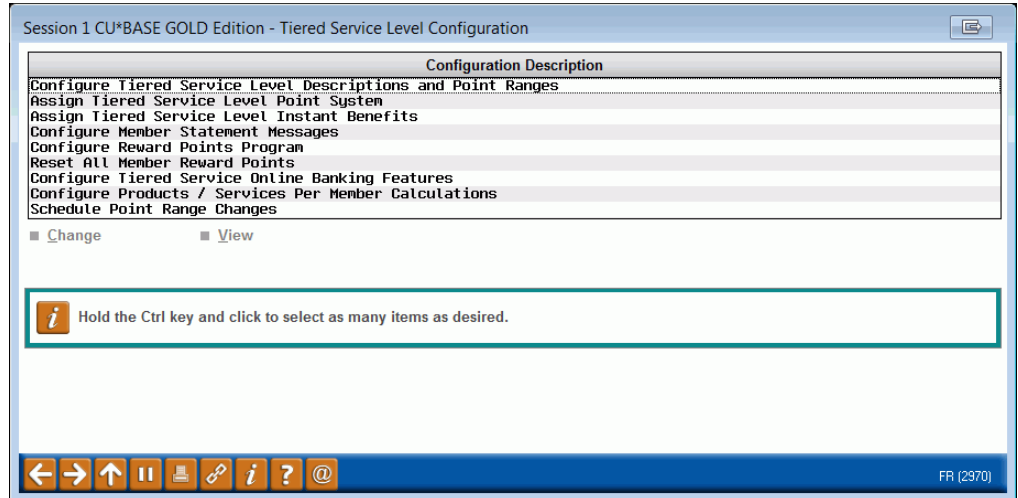 Session 1 CU*BASE GOLD Edition - Tiered Service Level Configuration
Configuration Description
Configure Tiered Service Level Descriptions and Point Ranges
Assign Tiered Service Level Point System
Assign Tiered Service Level Instant Benefits
Configure Member Statement Messages
Configure Reward Points Program
Reset All Member Reward Points
Configure Tiered Service Online Banking Features
Configure Products / Services Per Member Calculations
Schedule Point Range Changes
Change View
Hold the Ctrl key and click to select as many items as desired.
FR (2970)